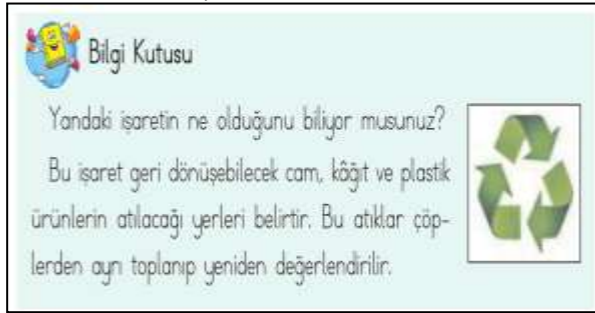 Bilgi Kutusu
Yandaki işaretin ne olduğunu biliyor musunuz?
Bu işaret geri dönüşebilecek cam, kâğıt ve plastik
ürünlerin atılacağı yerleri belirtir. Bu atıklar çöp-
lerden ayrı toplanıp yeniden değerlendirilir.